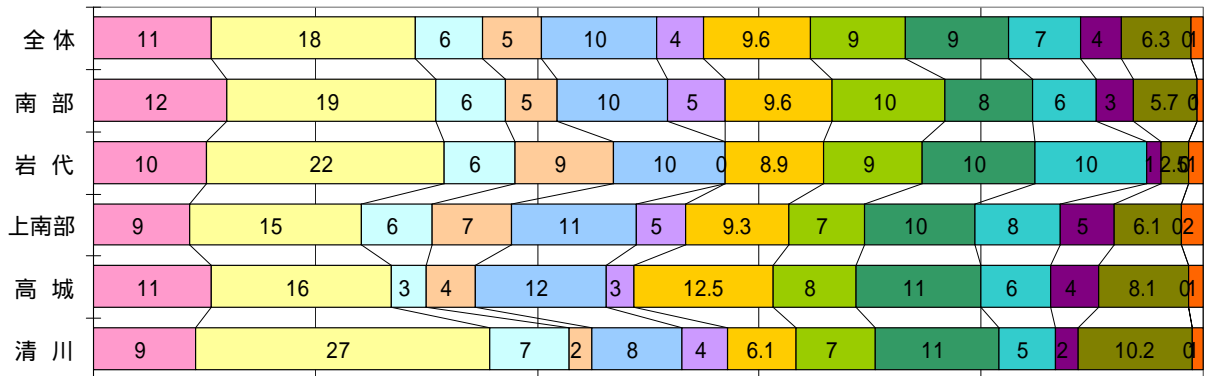 全体 11 18 6 5 10 4 9.6 9 9 7 4 6.3 0 1
南部 12 19 6 5 10 5 9.6 10 8 6 3 5.7 0 1
岩代 10 22 6 9 10 0 8.9 9 10 10 1 2.5 0 1
上南部 9 15 6 7 11 5 9.3 7 10 8 5 6.1 0 2
高城 11 16 3 4 12 3 12.5 8 11 6 4 8.1 0 1
清川 9 27 7 2 8 4 6.1 7 11 5 2 10.2 0 1